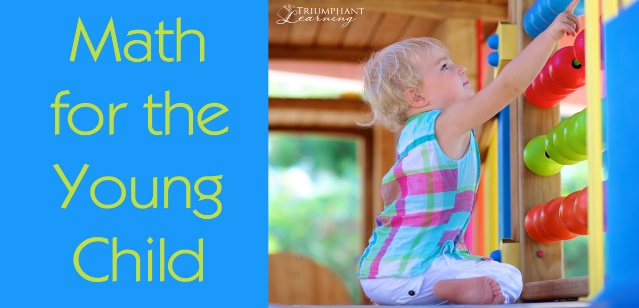 Math
for the
Young
Child
Triumphant
Learning